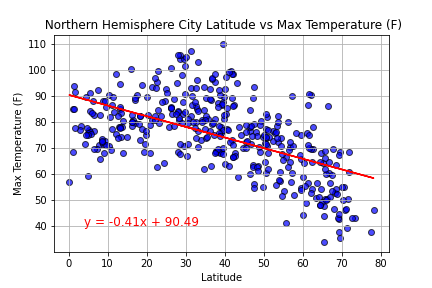 Northern Hemisphere City Latitude vs Max Temperature (F)
110
100
90
80
70
60
50
40
Max Temperature (F)
y = -0.41x + 90.49
0 10 20 30 40 50 60 70 80
Latitude